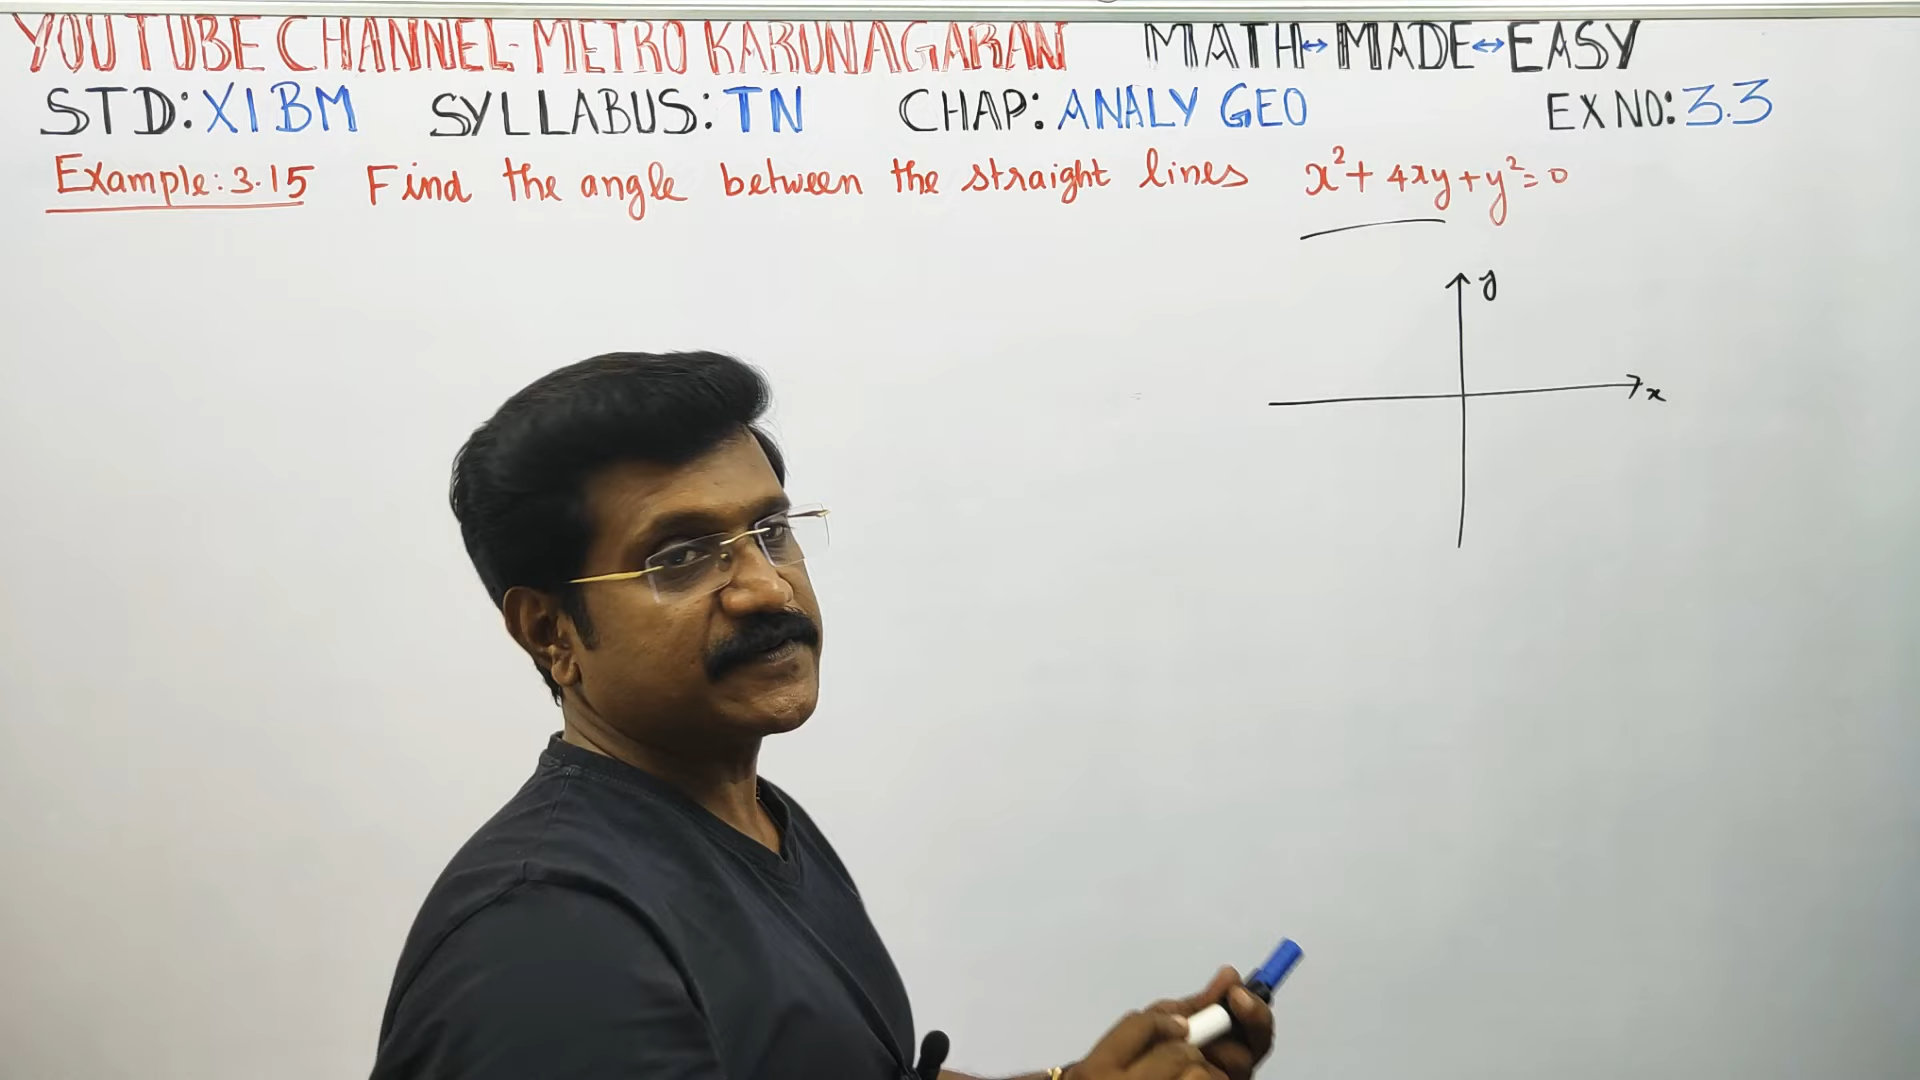 YOUTUBE CHANNEL-METRO KARUNAGARAN MATH↔MADE↔EASY
STD: XI BM SYLLABUS: TN CHAP: ANALY GEO EX NO: 3.3
Example: 3.15 Find the angle between the straight lines x²+4xy+y²=0
y
x